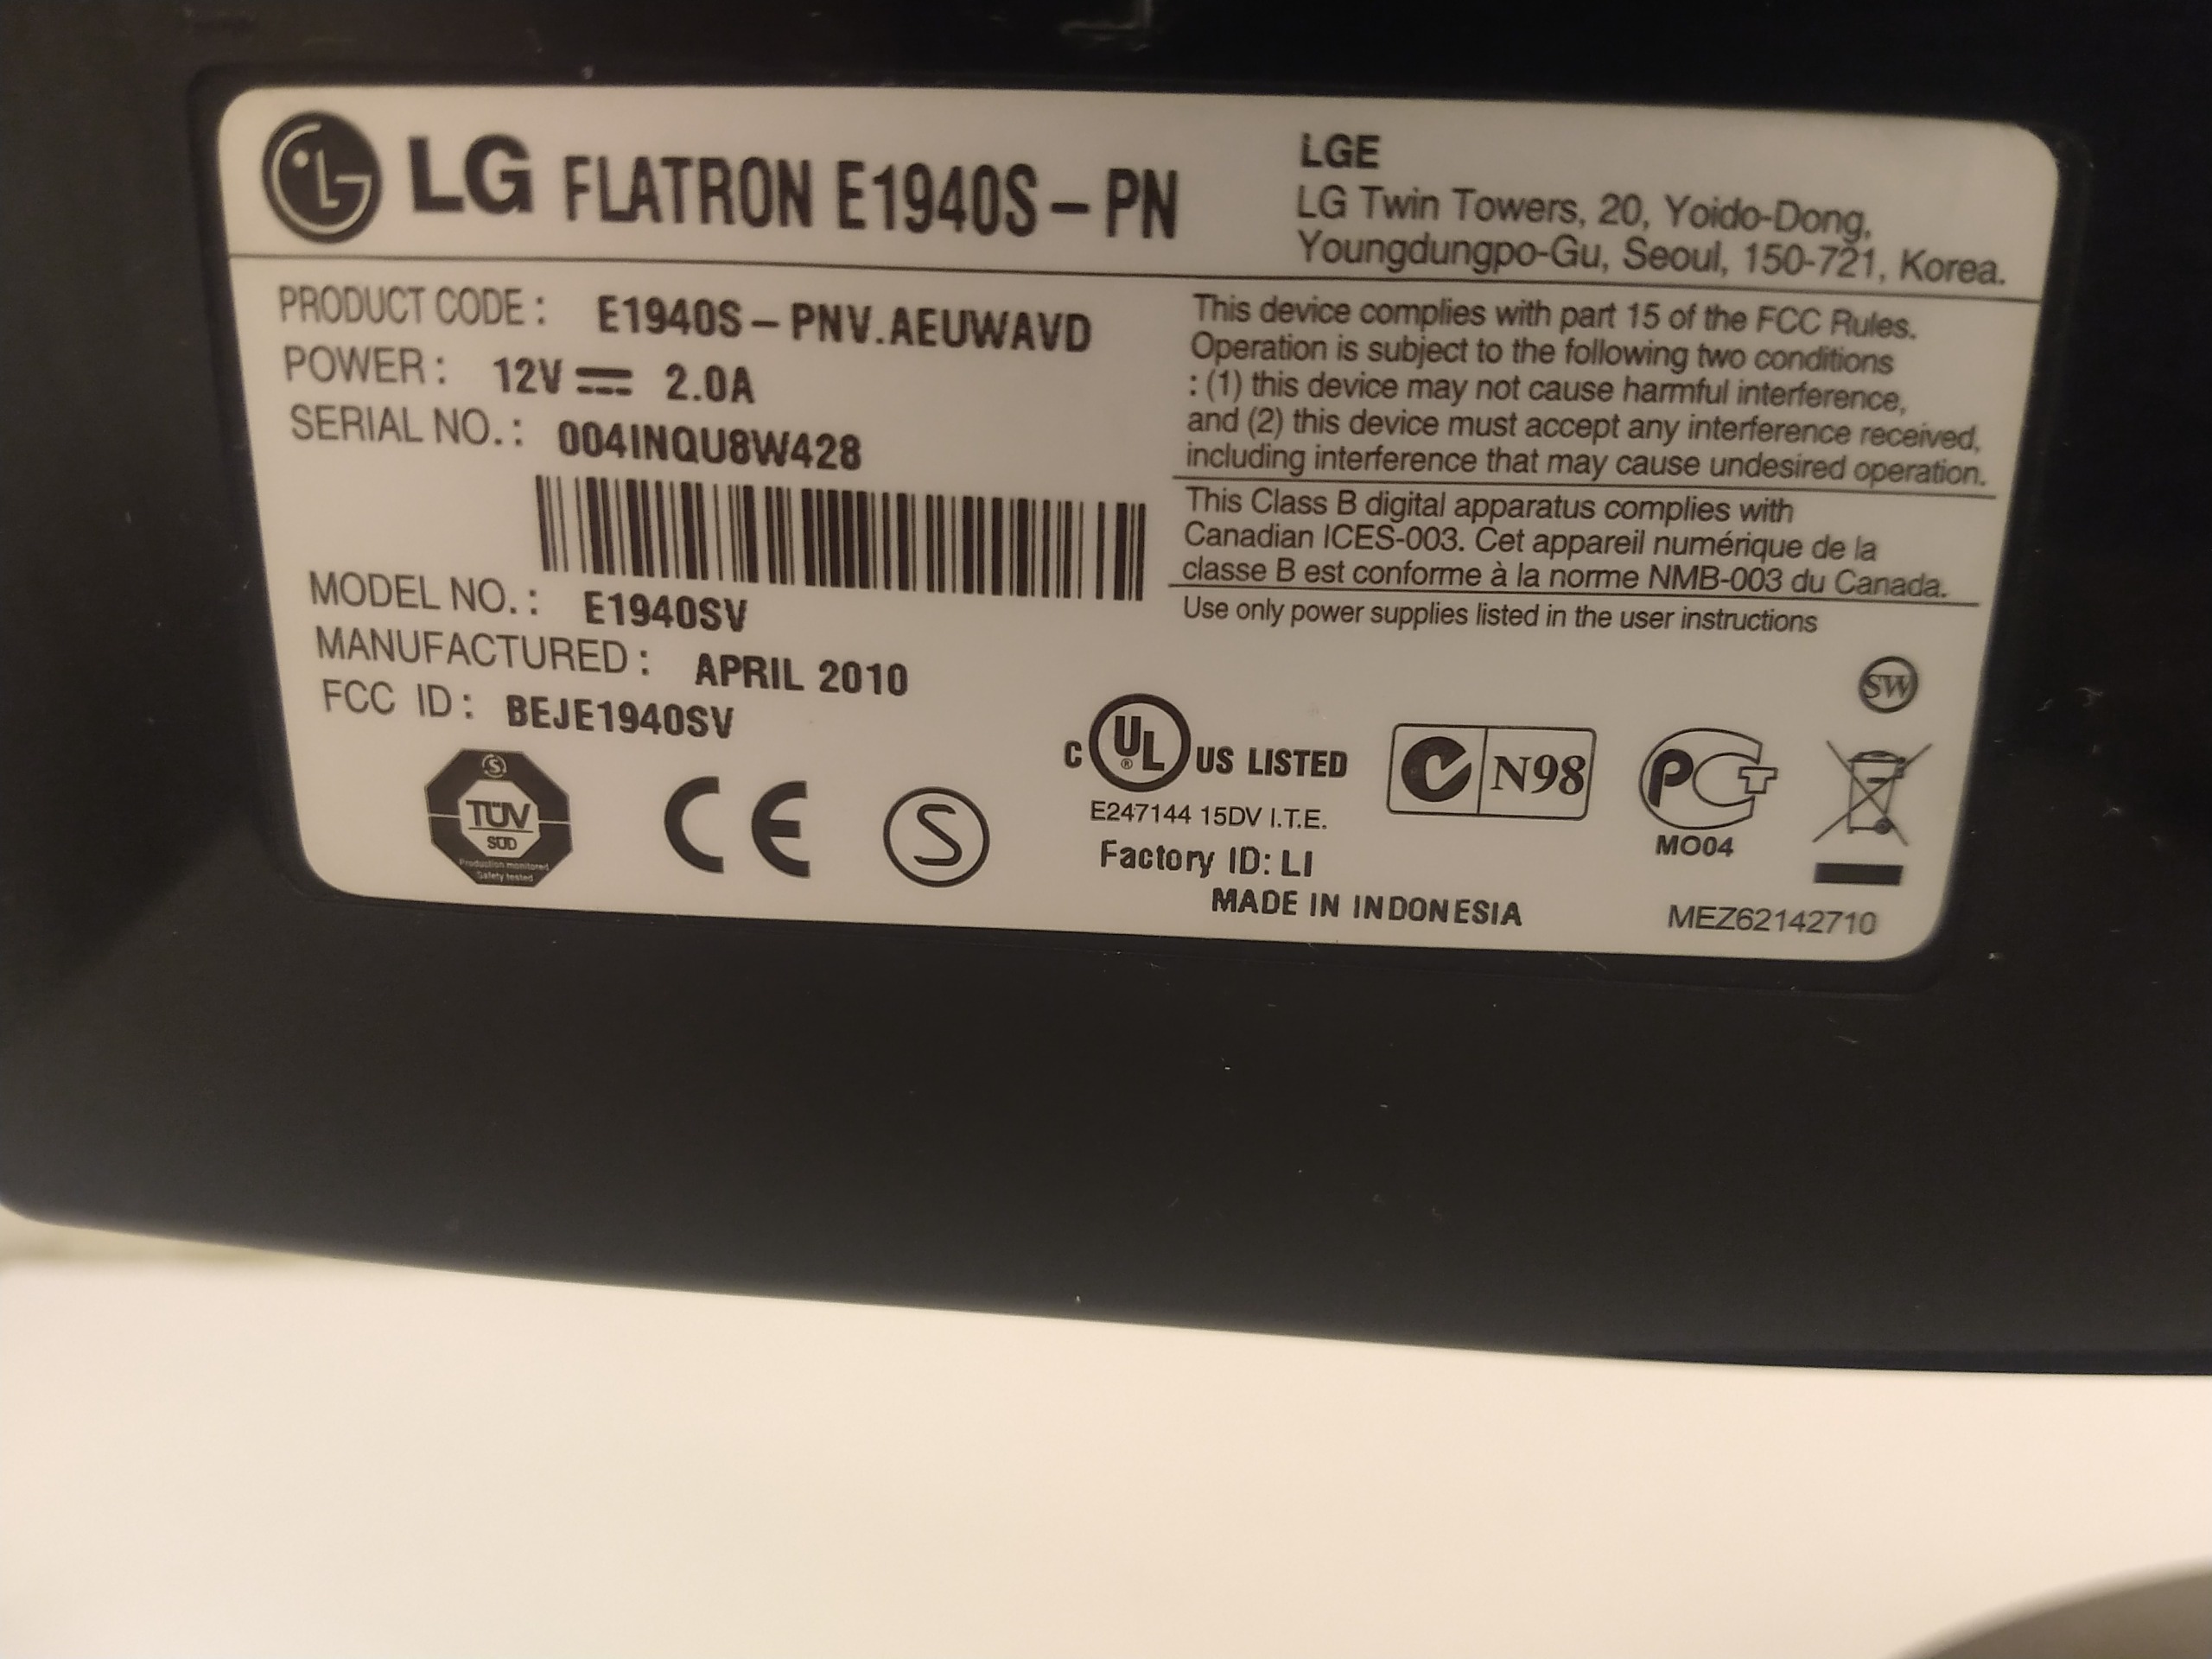 LG FLATRON E1940S-PN
LGE
LG Twin Towers, 20, Yoido-Dong,
Youngdungpo-Gu, Seoul, 150-721, Korea.
PRODUCT CODE: E1940S-PNV.AEUWAVD
POWER: 12V 2.0A
SERIAL NO.: 004INQU8W428
MODEL NO.: E1940SV
MANUFACTURED: APRIL 2010
FCC ID: BEJE1940SV
This device complies with part 15 of the FCC Rules.
Operation is subject to the following two conditions
: (1) this device may not cause harmful interference,
and (2) this device must accept any interference received,
including interference that may cause undesired operation.
This Class B digital apparatus complies with
Canadian ICES-003. Cet appareil numérique de la
classe B est conforme à la norme NMB-003 du Canada.
Use only power supplies listed in the user instructions
SW
S
TÜV
SÜD
Production monitored
Safety tested
CE
S
C UL® US LISTED
E247144 15DV I.T.E.
Factory ID: LI
MADE IN INDONESIA
N98
PCT
MO04
MEZ62142710